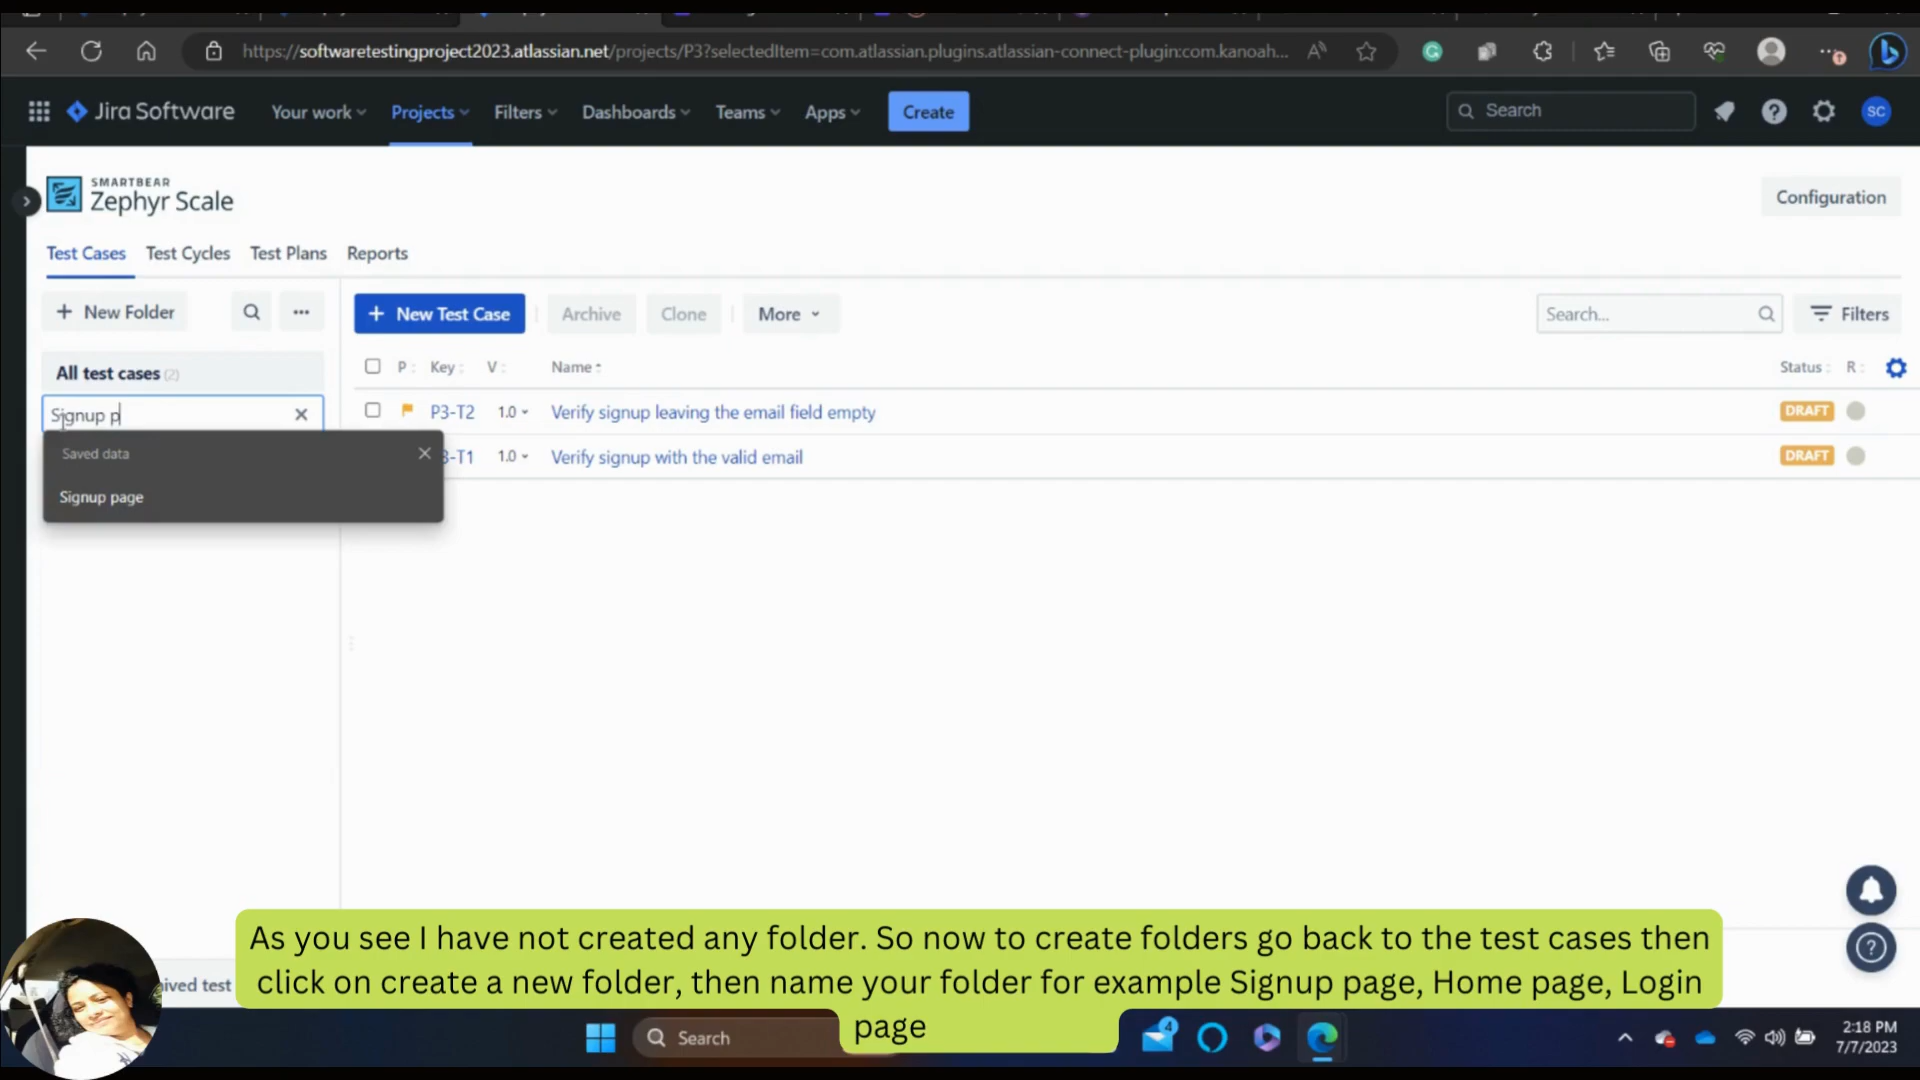 https://softwaretestingproject2023.atlassian.net/projects/P3?selectedItem=com.atlassian.plugins.atlassian-connect-plugin:com.kanoah...
Jira Software
Your work
Projects
Filters
Dashboards
Teams
Apps
Create
Search
SC
SMARTBEAR
Zephyr Scale
Configuration
Test Cases
Test Cycles
Test Plans
Reports
+ New Folder
...
+ New Test Case
Archive
Clone
More
Search...
Filters
All test cases (2)
P
Key
V
Name
Status
R
Signup p
P3-T2
1.0
Verify signup leaving the email field empty
DRAFT
Saved data
3-T1
1.0
Verify signup with the valid email
DRAFT
Signup page
As you see I have not created any folder. So now to create folders go back to the test cases then
click on create a new folder, then name your folder for example Signup page, Home page, Login
page
ived test
Search
4
2:18 PM
7/7/2023